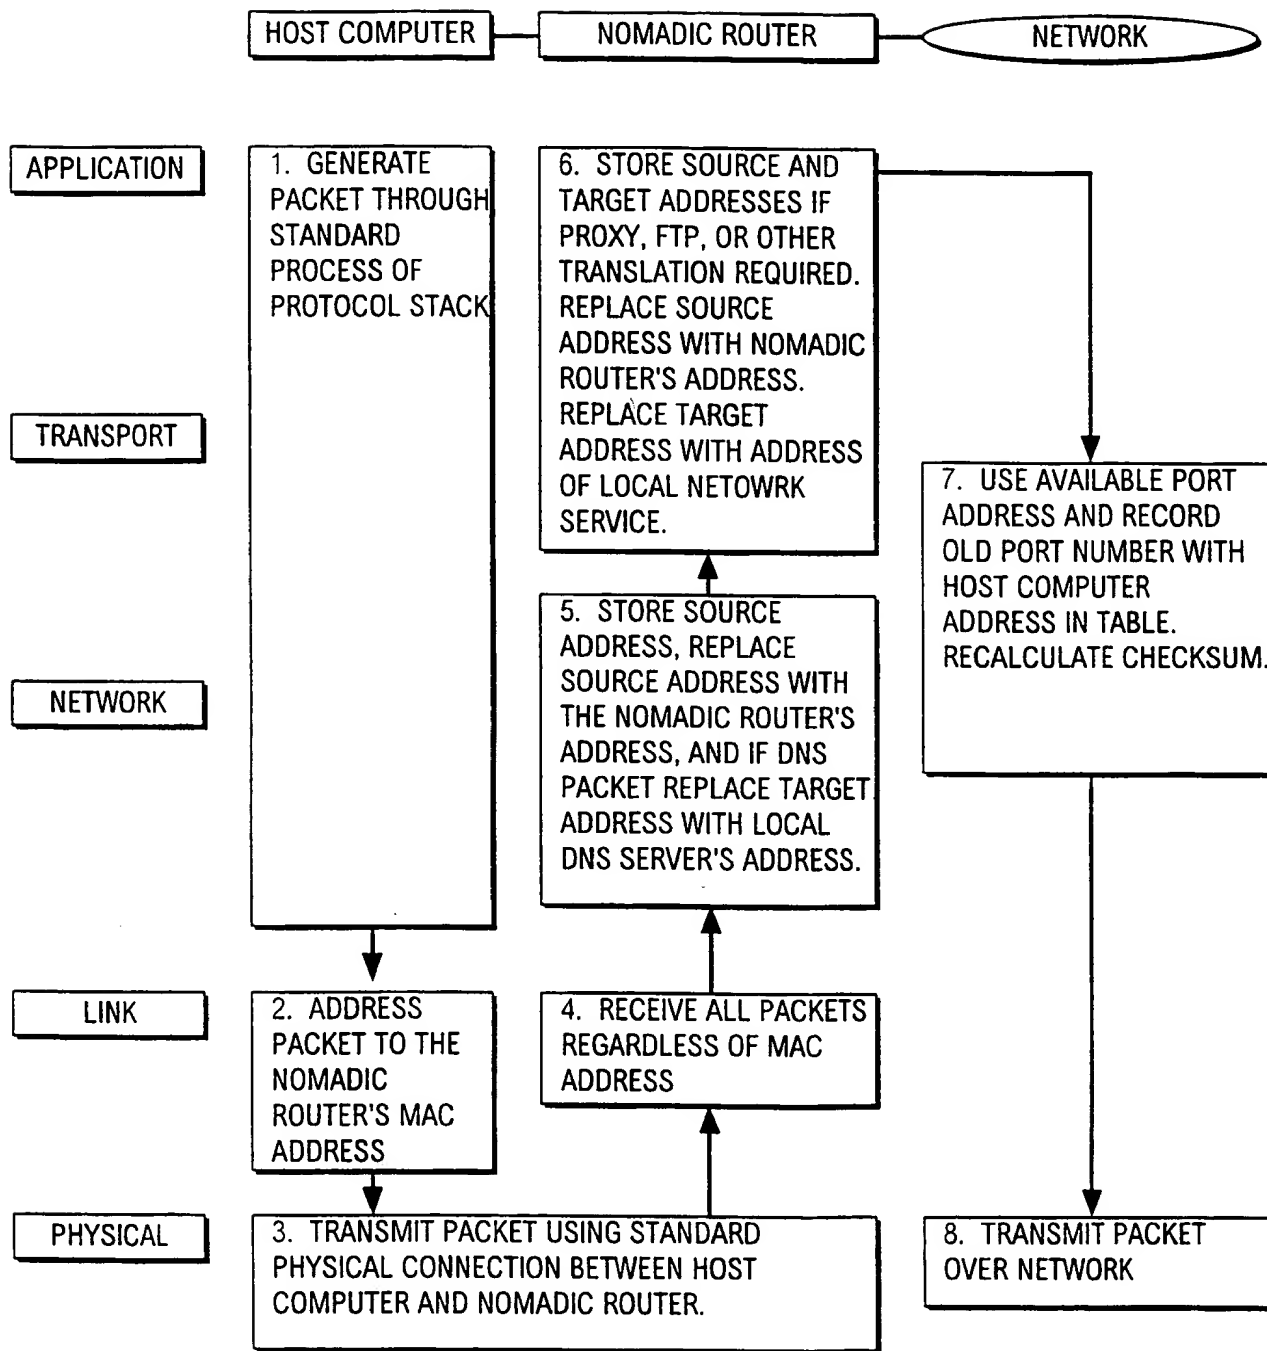 HOST COMPUTER
NOMADIC ROUTER
NETWORK
APPLICATION
1. GENERATE
PACKET THROUGH
STANDARD
PROCESS OF
PROTOCOL STACK
6. STORE SOURCE AND
TARGET ADDRESSES IF
PROXY, FTP, OR OTHER
TRANSLATION REQUIRED.
REPLACE SOURCE
ADDRESS WITH NOMADIC
ROUTER'S ADDRESS.
REPLACE TARGET
ADDRESS WITH ADDRESS
OF LOCAL NETOWRK
SERVICE.
TRANSPORT
7. USE AVAILABLE PORT
ADDRESS AND RECORD
OLD PORT NUMBER WITH
HOST COMPUTER
ADDRESS IN TABLE.
RECALCULATE CHECKSUM.
NETWORK
5. STORE SOURCE
ADDRESS, REPLACE
SOURCE ADDRESS WITH
THE NOMADIC ROUTER'S
ADDRESS, AND IF DNS
PACKET REPLACE TARGET
ADDRESS WITH LOCAL
DNS SERVER'S ADDRESS.
LINK
2. ADDRESS
PACKET TO THE
NOMADIC
ROUTER'S MAC
ADDRESS
4. RECEIVE ALL PACKETS
REGARDLESS OF MAC
ADDRESS
PHYSICAL
3. TRANSMIT PACKET USING STANDARD
PHYSICAL CONNECTION BETWEEN HOST
COMPUTER AND NOMADIC ROUTER.
8. TRANSMIT PACKET
OVER NETWORK